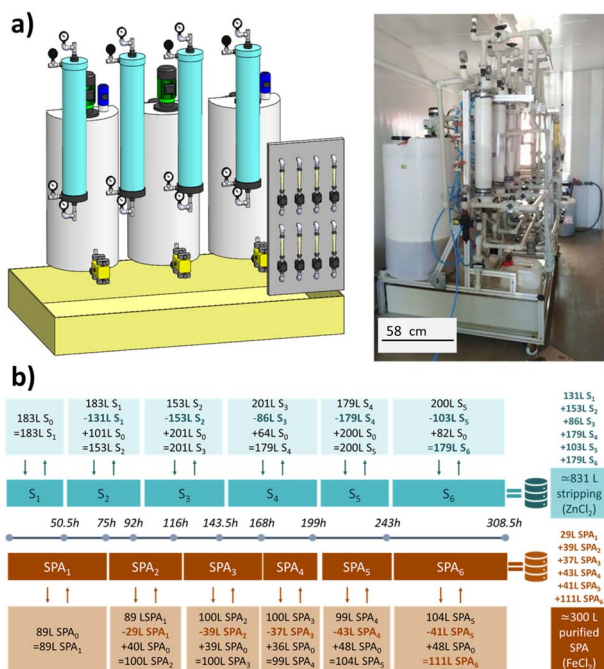 a)
58 cm
b)
183L S₀
=183L S₁
183L S₁
-131L S₁
+101L S₀
=153L S₂
153L S₂
-153L S₂
+201L S₀
=201L S₃
201L S₃
-86L S₃
+64L S₀
=179L S₄
179L S₄
-179L S₄
+200L S₀
=200L S₅
200L S₅
-103L S₅
+82L S₀
=179L S₆
131L S₁
+153L S₂
+86L S₃
+179L S₄
+103L S₅
+179L S₆
S₁
S₂
S₃
S₄
S₅
S₆
≃831 L
stripping
(ZnCl₂)
50.5h
75h
92h
116h
143.5h
168h
199h
243h
308.5h
SPA₁
SPA₂
SPA₃
SPA₄
SPA₅
SPA₆
29L SPA₁
+39L SPA₂
+37L SPA₃
+43L SPA₄
+41L SPA₅
+111L SPA₆
89L SPA₀
=89L SPA₁
89 LSPA₁
-29L SPA₁
+40L SPA₀
=100L SPA₂
100L SPA₂
-39L SPA₂
+39L SPA₀
=100L SPA₃
100L SPA₃
-37L SPA₃
+36L SPA₀
=99L SPA₄
99L SPA₄
-43L SPA₄
+48L SPA₀
=104L SPA₅
104L SPA₅
-41L SPA₅
+48L SPA₀
=111L SPA₆
≃300 L
purified
SPA
(FeCl₂)